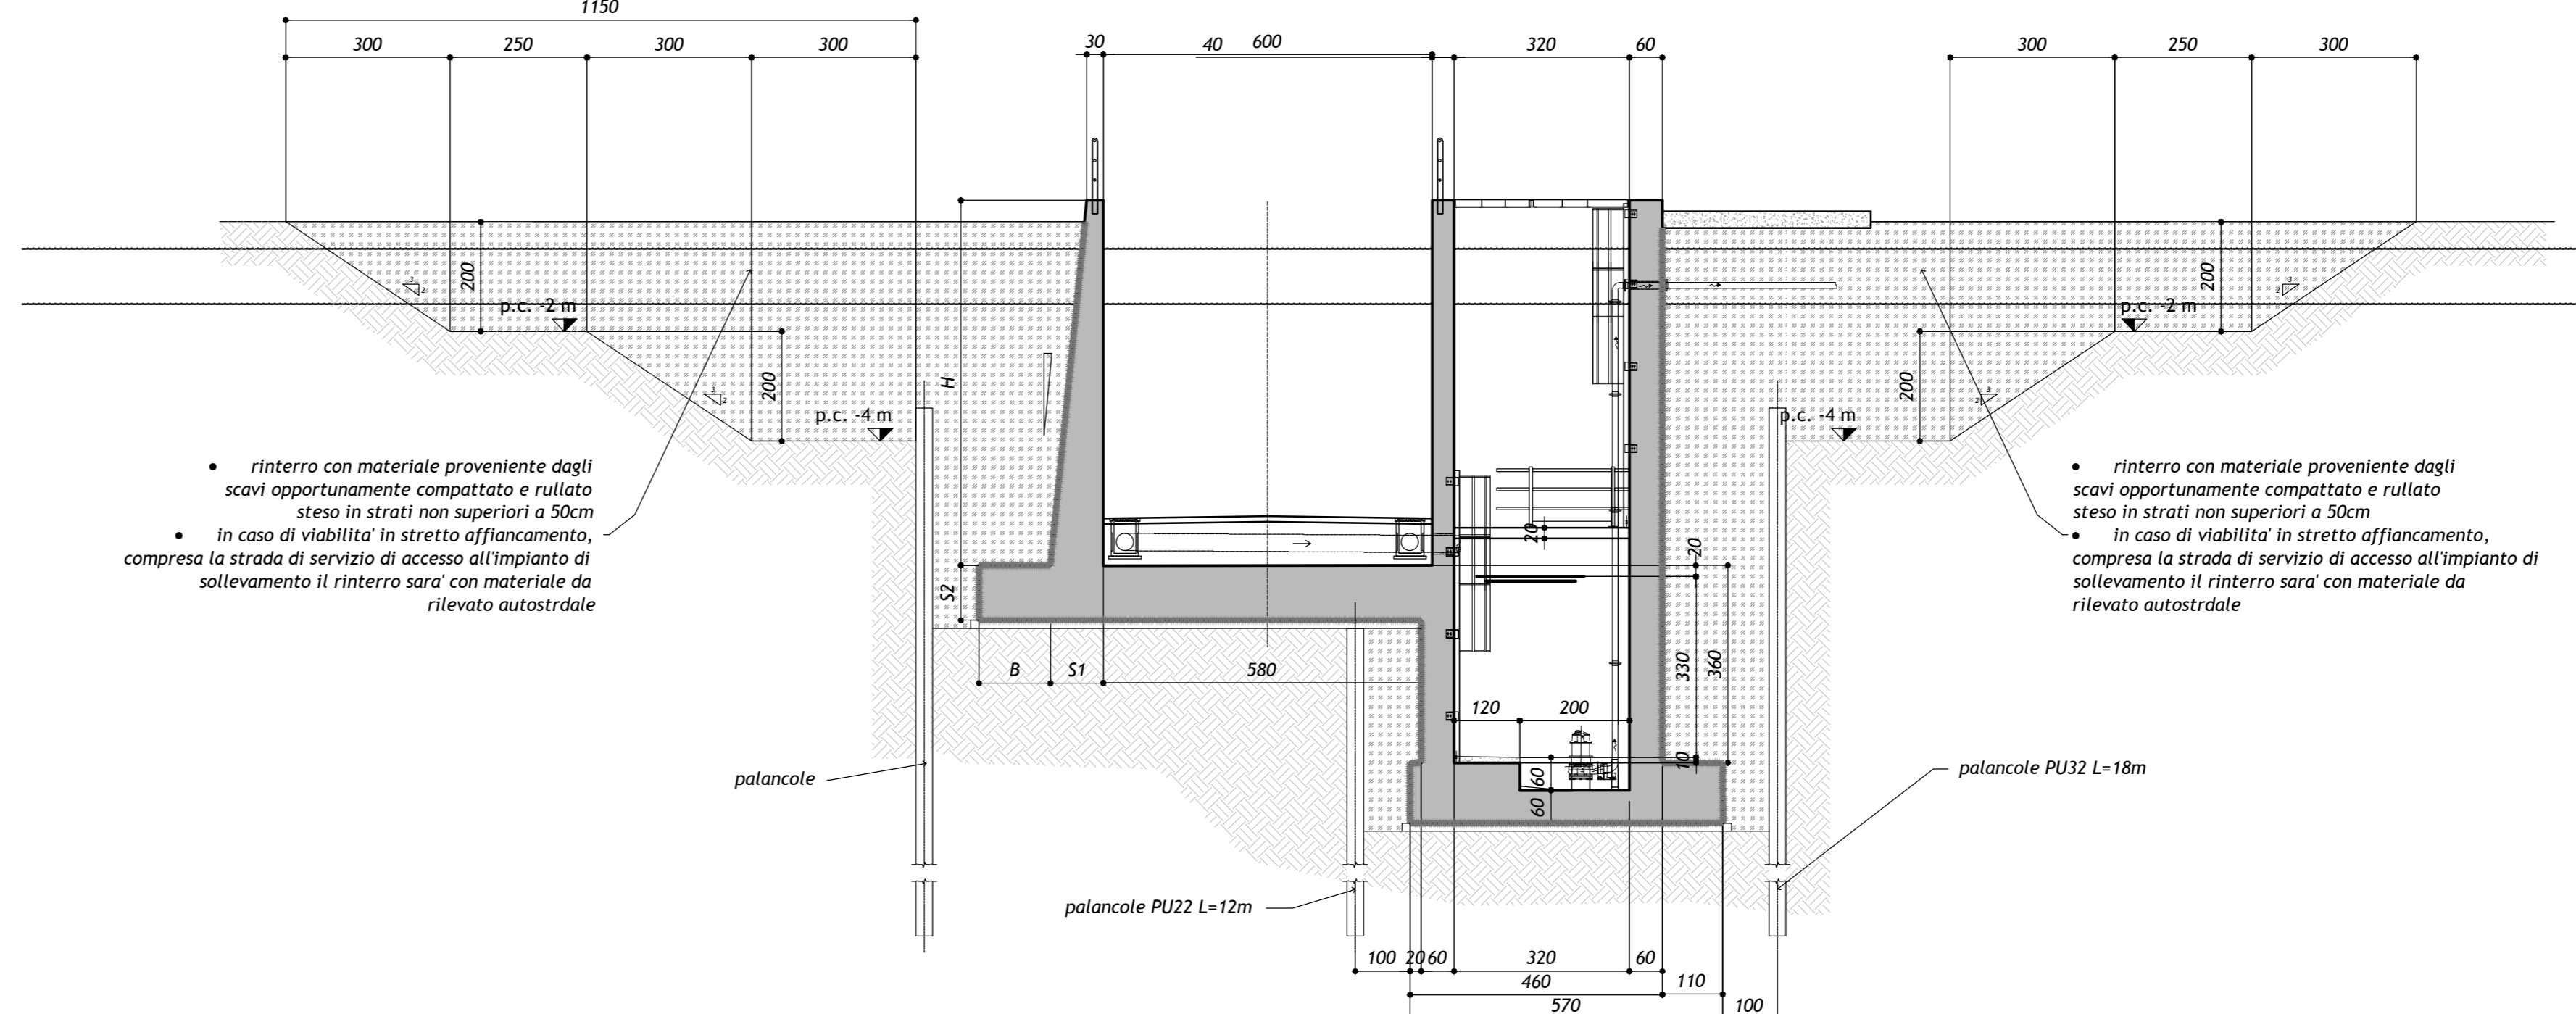 1150
300 250 300 300
30 40 600 320 60
300 250 300
200
p.c. -2 m
200
p.c. -4 m
H
S2
B S1 580
200
p.c. -2 m
200
p.c. -4 m
• rinterro con materiale proveniente dagli
scavi opportunamente compattato e rullato
steso in strati non superiori a 50cm
• in caso di viabilita' in stretto affiancamento,
compresa la strada di servizio di accesso all'impianto di
sollevamento il rinterro sara' con materiale da
rilevato autostrdale
• rinterro con materiale proveniente dagli
scavi opportunamente compattato e rullato
steso in strati non superiori a 50cm
• in caso di viabilita' in stretto affiancamento,
compresa la strada di servizio di accesso all'impianto di
sollevamento il rinterro sara' con materiale da
rilevato autostrdale
20
20
330
360
10
120 200
60
60
palancole
palancole PU22 L=12m
palancole PU32 L=18m
100 20 60 320 60
460 110
570 100